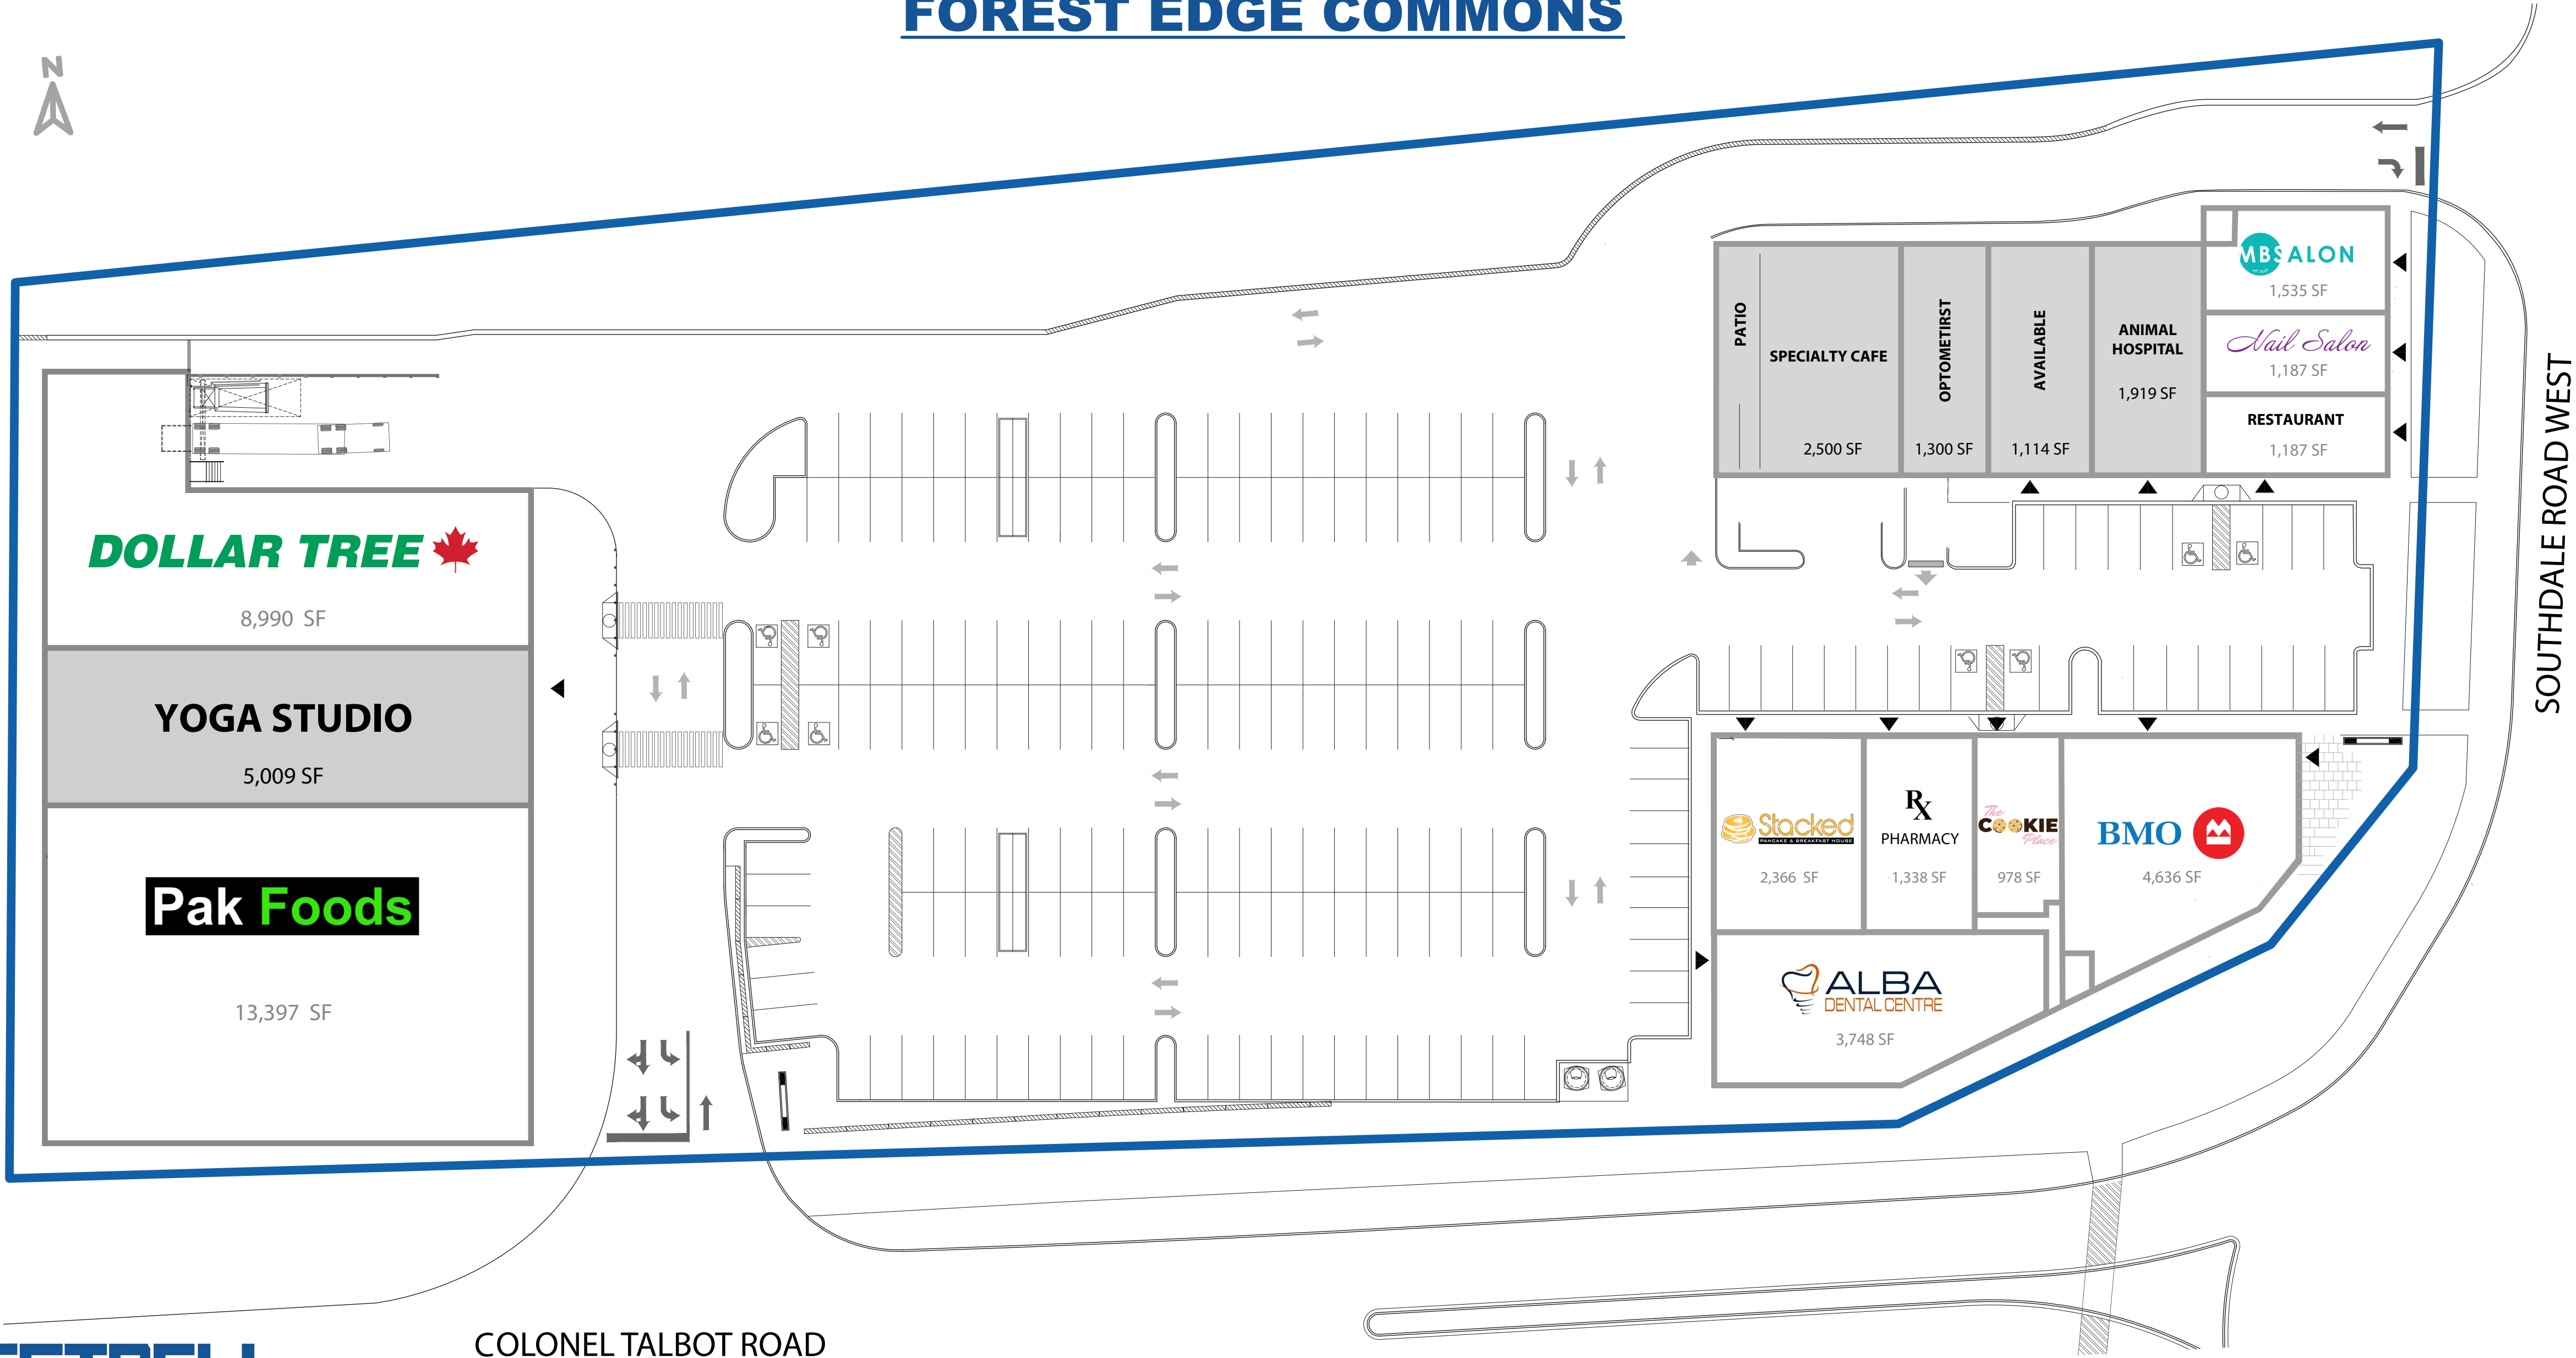 FOREST EDGE COMMONS
N
PATIO
SPECIALTY CAFE
2,500 SF
OPTOMETIRST
1,300 SF
AVAILABLE
1,114 SF
ANIMAL
HOSPITAL
1,919 SF
MBSALON
1,535 SF
Nail Salon
1,187 SF
RESTAURANT
1,187 SF
SOUTHDALE ROAD WEST
DOLLAR TREE
8,990 SF
YOGA STUDIO
5,009 SF
Pak Foods
13,397 SF
Stacked
PANCAKE & BREAKFAST HOUSE
2,366 SF
Rx
PHARMACY
1,338 SF
The
COOKIE
Place
978 SF
BMO
4,636 SF
ALBA
DENTAL CENTRE
3,748 SF
COLONEL TALBOT ROAD